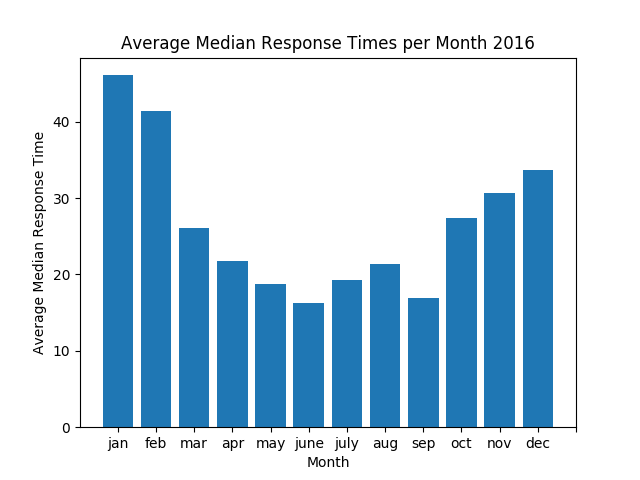 Average Median Response Times per Month 2016
Average Median Response Time
40
30
20
10
0
jan feb mar apr may june july aug sep oct nov dec
Month